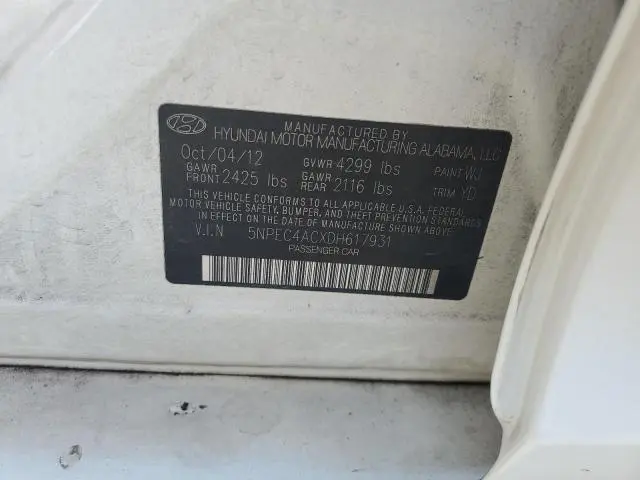 MANUFACTURED BY
HYUNDAI MOTOR MANUFACTURING ALABAMA, LLC
Oct/04/12 GVWR 4299 lbs PAINT WJ
GAWR FRONT 2425 lbs GAWR REAR 2116 lbs TRIM YD
THIS VEHICLE CONFORMS TO ALL APPLICABLE U.S.A. FEDERAL
MOTOR VEHICLE SAFETY, BUMPER, AND THEFT PREVENTION STANDARDS
IN EFFECT ON THE DATE OF MANUFACTURE SHOWN ABOVE.
V.I.N 5NPEC4ACXDH617931
PASSENGER CAR